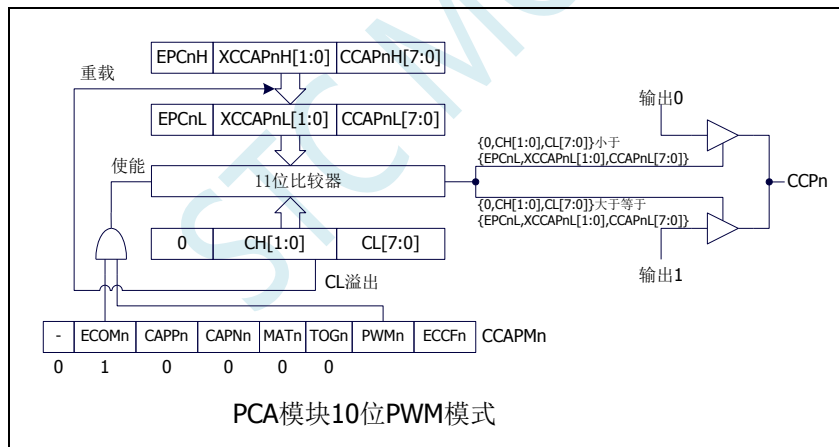 STC MC
EPCnH XCCAPnH[1:0] CCAPnH[7:0]
重载
EPCnL XCCAPnL[1:0] CCAPnL[7:0]
输出0
使能
{0,CH[1:0],CL[7:0]}小于
{EPCnL,XCCAPnL[1:0],CCAPnL[7:0]}
11位比较器
CCPn
{0,CH[1:0],CL[7:0]}大于等于
{EPCnL,XCCAPnL[1:0],CCAPnL[7:0]}
0 CH[1:0] CL[7:0]
CL溢出
输出1
- ECOMn CAPPn CAPNn MATn TOGn PWMn ECCFn CCAPMn
0 1 0 0 0 0
PCA模块10位PWM模式